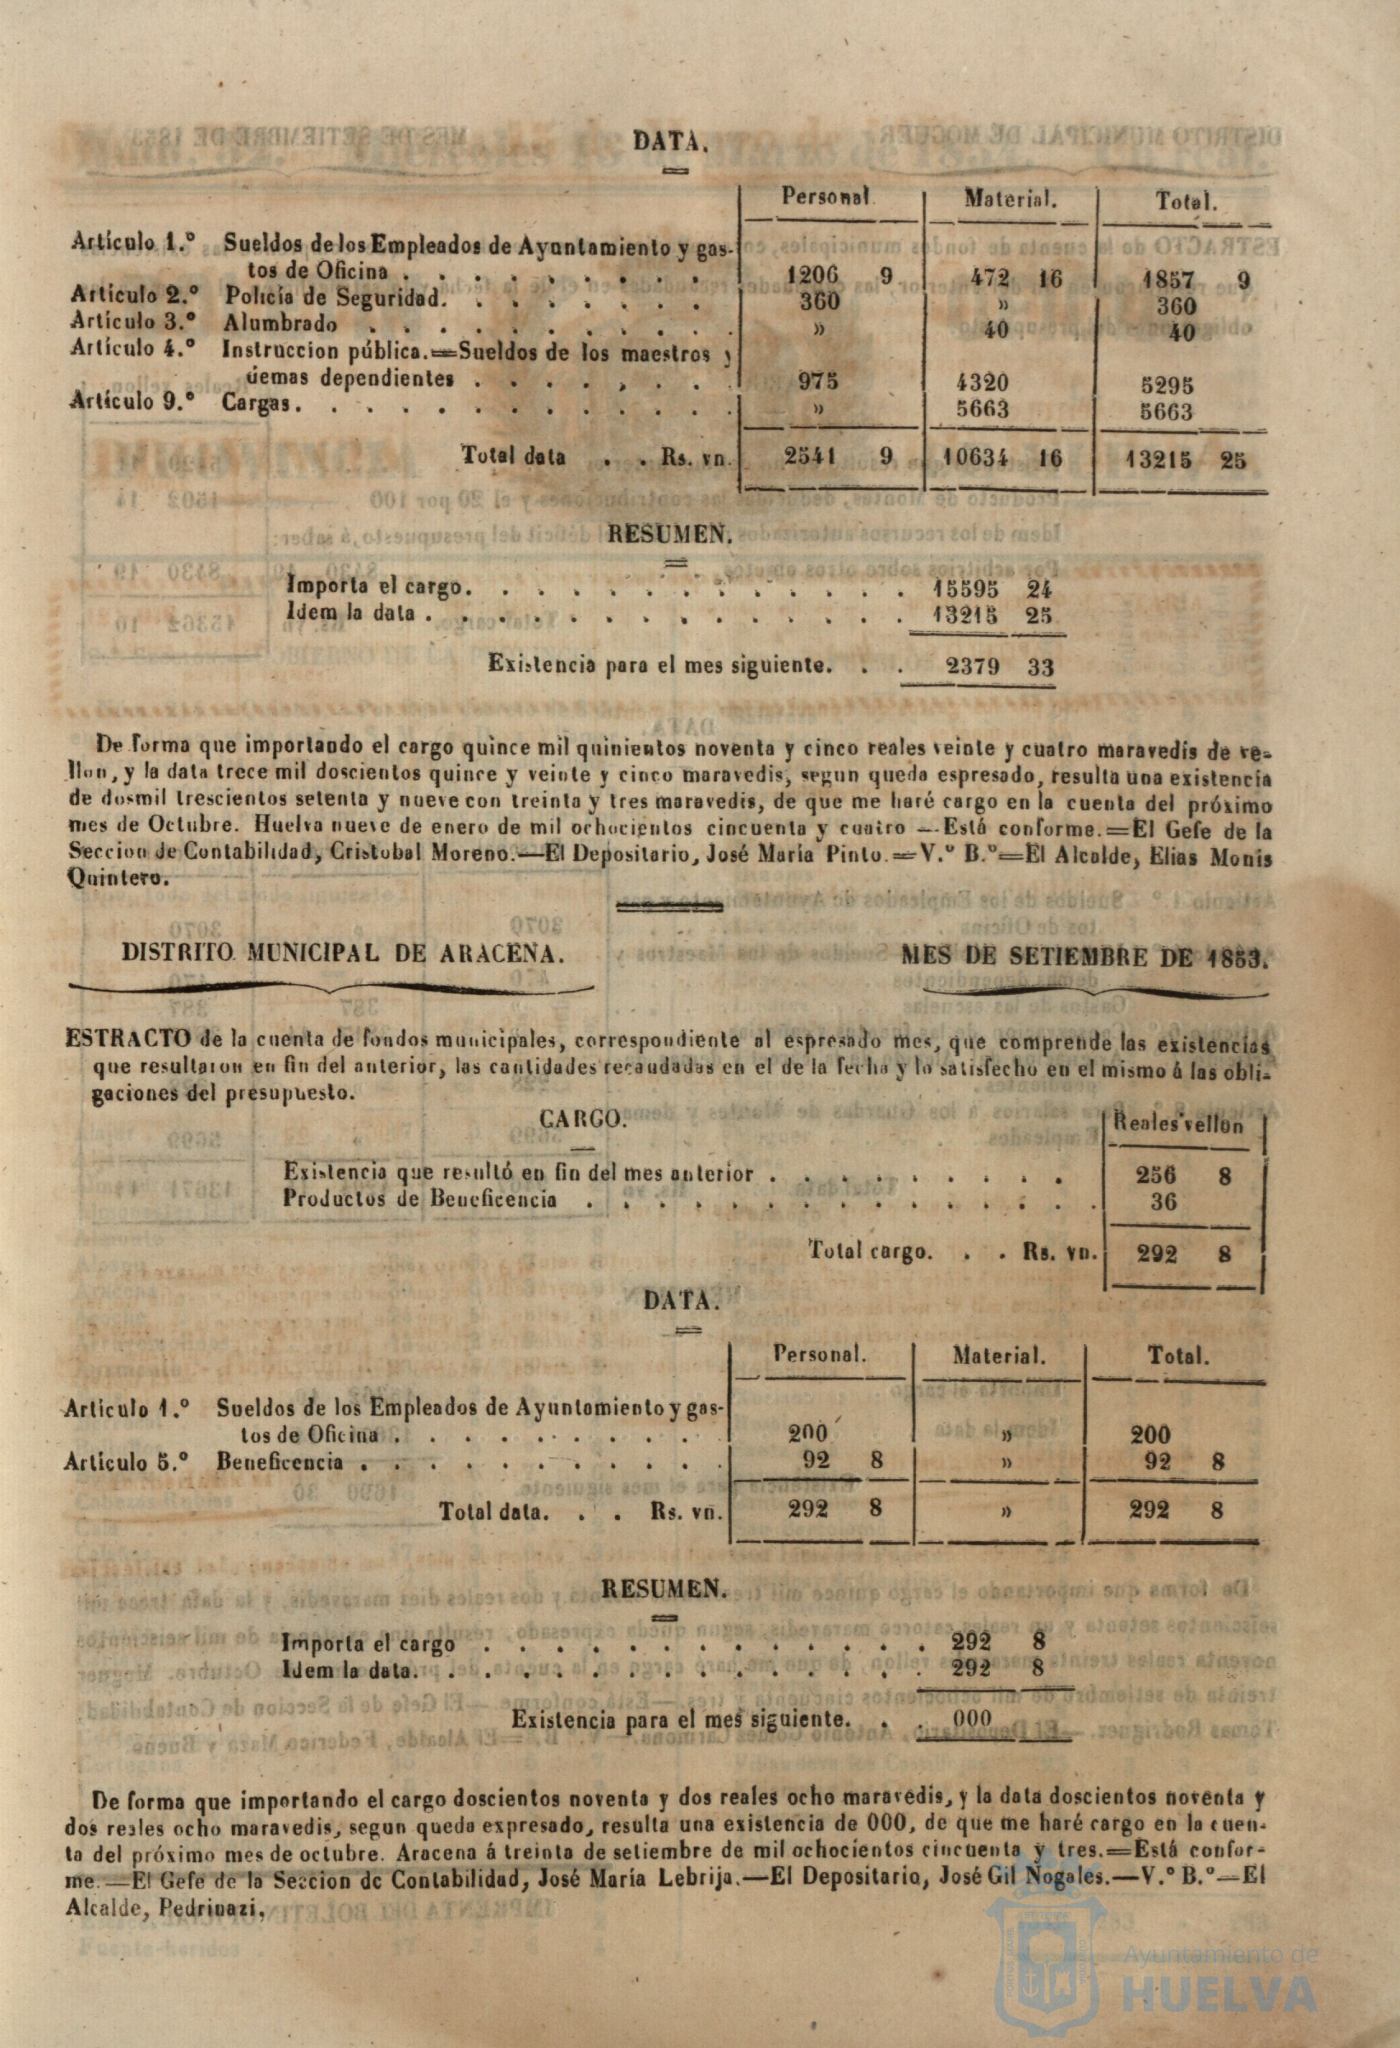 DATA.
Personal Material. Total.
Artículo 1.º Sueldos de los Empleados de Ayuntamiento y gas-
tos de Oficina . . . . . . . . . 1206 9 472 16 1857 9
Artículo 2.º Policía de Seguridad. . . . . . . . 360 » 360
Artículo 3.º Alumbrado . . . . . . . . . . » 40 40
Artículo 4.º Instruccion pública.=Sueldos de los maestros y
demas dependientes . . . . , . . . 975 4320 5295
Artículo 9.º Cargas. . . . . . . . . . . . . » 5663 5663
Total data . . Rs. vn. 2541 9 10634 16 13215 25
RESUMEN.
Importa el cargo. . . . . . . . . . . . . 15595 24
Idem la data . . . . . . . . . . . . . . 13215 25
Existencia para el mes siguiente. . . 2379 33
De forma que importando el cargo quince mil quinientos noventa y cinco reales veinte y cuatro maravedís de ve-
llon, y la data trece mil doscientos quince y veinte y cinco maravedis, segun queda espresado, resulta una existencia
de dosmil trescientos setenta y nueve con treinta y tres maravedis, de que me haré cargo en la cuenta del próximo
mes de Octubre. Huelva nueve de enero de mil ochocientos cincuenta y cuatro —Está conforme.=El Gefe de la
Seccion de Contabilidad, Cristobal Moreno.—El Depositario, José María Pinto.=V.º B.º=El Alcalde, Elias Monis
Quintero.
DISTRITO MUNICIPAL DE ARACENA. MES DE SETIEMBRE DE 1853.
ESTRACTO de la cuenta de fondos municipales, correspondiente al espresado mes, que comprende las existencias
que resultaron en fin del anterior, las cantidades recaudadas en el de la fecha y lo satisfecho en el mismo á las obli-
gaciones del presupuesto.
CARGO. Reales vellon
Existencia que resultó en fin del mes anterior . . . . . . . . . 256 8
Productos de Beneficencia . . . . . . . . . . . . . . . 36
Total cargo. . . Rs. vn. 292 8
DATA.
Personal. Material. Total.
Artículo 1.º Sueldos de los Empleados de Ayuntamiento y gas-
tos de Oficina . . . . . . . . . 200 » 200
Artículo 5.º Beneficencia . . . . . . . . . . . 92 8 » 92 8
Total data. . . Rs. vn. 292 8 » 292 8
RESUMEN.
Importa el cargo . . . . . . . . . . . . . 292 8
Idem la data. . . . . . . . . . . . . . . 292 8
Existencia para el mes siguiente. . . 000
De forma que importando el cargo doscientos noventa y dos reales ocho maravedis, y la data doscientos noventa y
dos reales ocho maravedis, segun queda expresado, resulta una existencia de 000, de que me haré cargo en la cuen-
ta del próximo mes de octubre. Aracena á treinta de setiembre de mil ochocientos cincuenta y tres.=Está confor-
me.—El Gefe de la Seccion de Contabilidad, José María Lebrija.—El Depositario, José Gil Nogales.—V.º B.º—El
Alcalde, Pedrinazi.
Ayuntamiento de
HUELVA